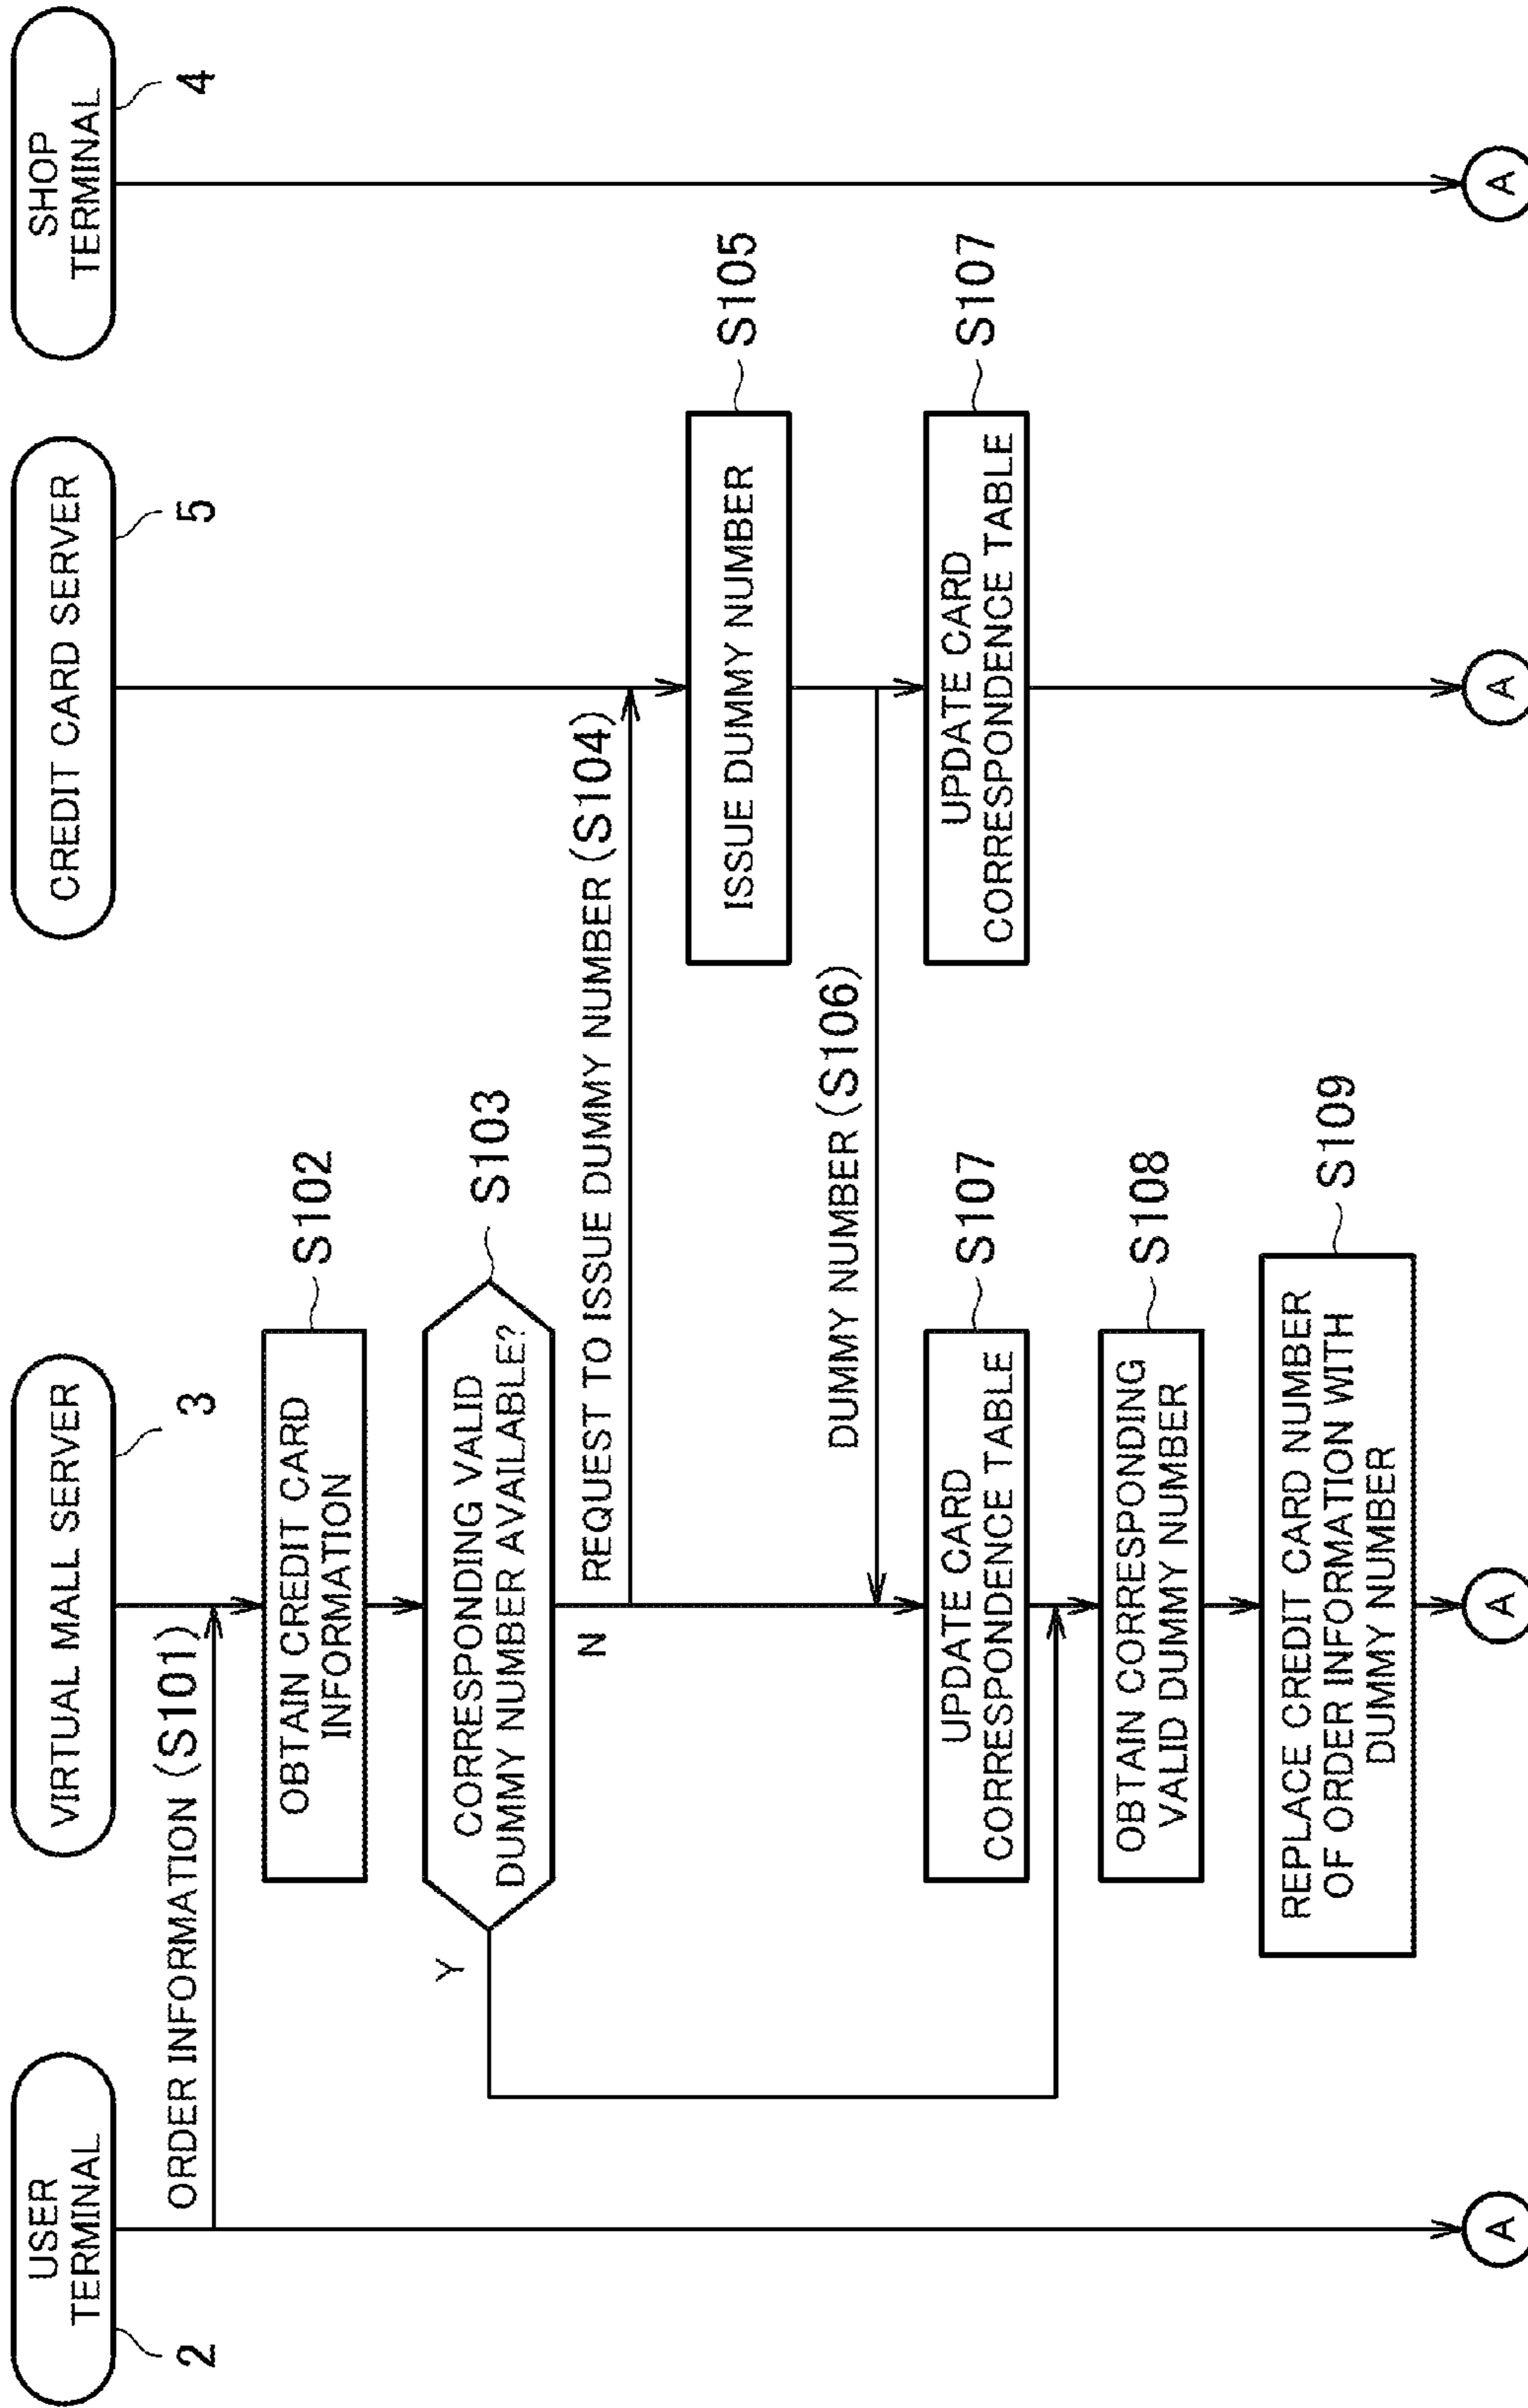 USER
TERMINAL
2
VIRTUAL MALL SERVER
3
CREDIT CARD SERVER
5
SHOP
TERMINAL
4
ORDER INFORMATION (S101)
OBTAIN CREDIT CARD
INFORMATION
S102
CORRESPONDING VALID
DUMMY NUMBER AVAILABLE?
S103
Y
N
REQUEST TO ISSUE DUMMY NUMBER (S104)
ISSUE DUMMY NUMBER
S105
DUMMY NUMBER (S106)
UPDATE CARD
CORRESPONDENCE TABLE
S107
UPDATE CARD
CORRESPONDENCE TABLE
S107
OBTAIN CORRESPONDING
VALID DUMMY NUMBER
S108
REPLACE CREDIT CARD NUMBER
OF ORDER INFORMATION WITH
DUMMY NUMBER
S109
A
A
A
A